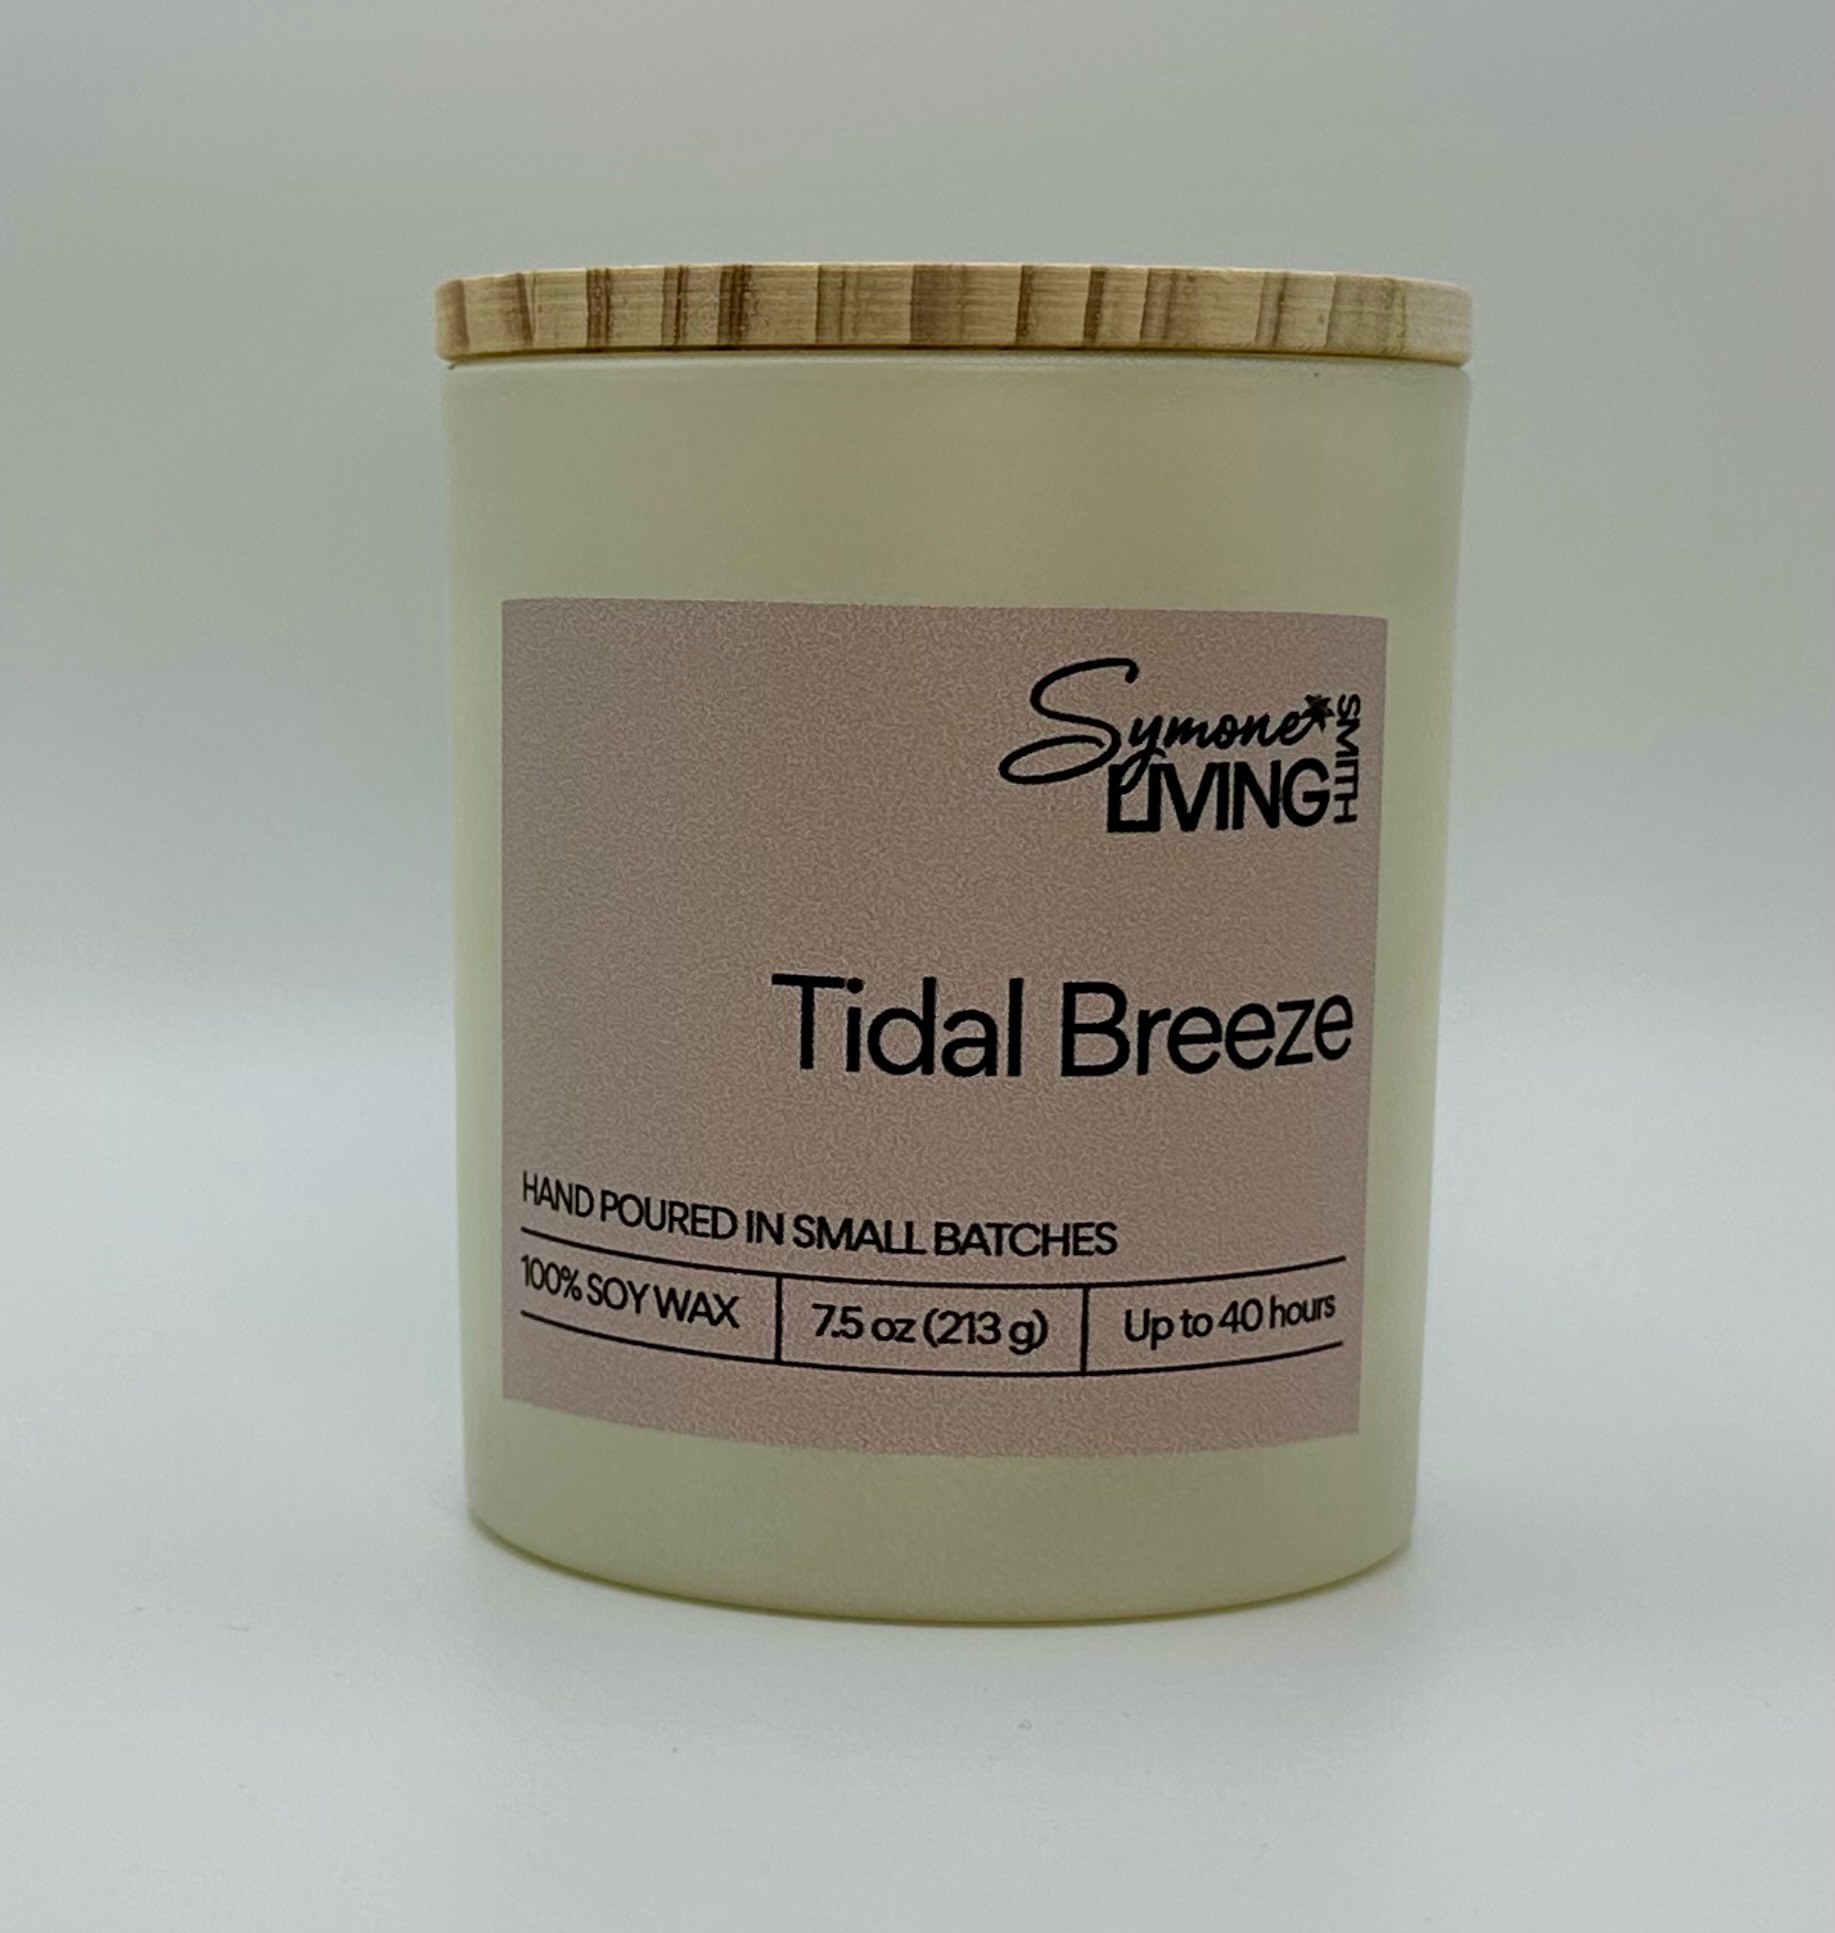 Symone
SMITH
LIVING
Tidal Breeze
HAND POURED IN SMALL BATCHES
100% SOY WAX
7.5 oz (213 g)
Up to 40 hours